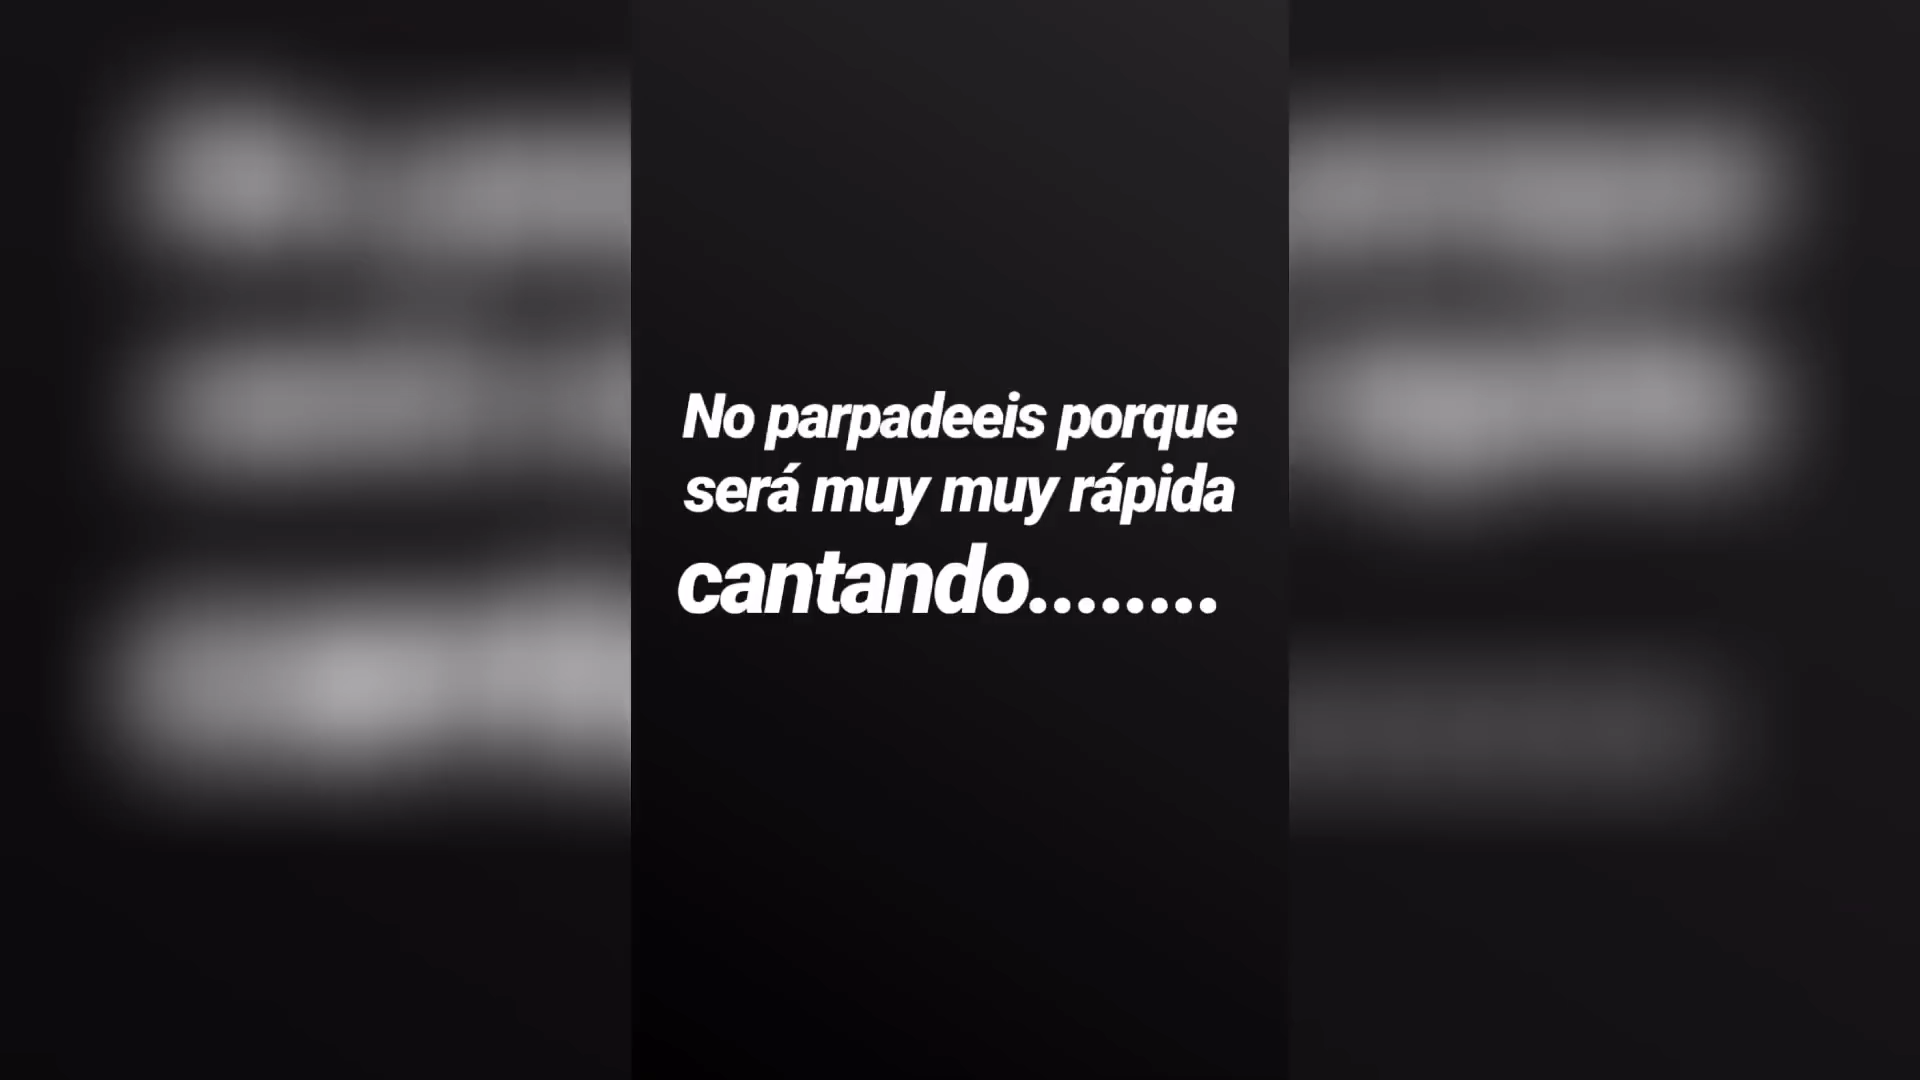 No parpadeeis porque
será muy muy rápida
cantando........